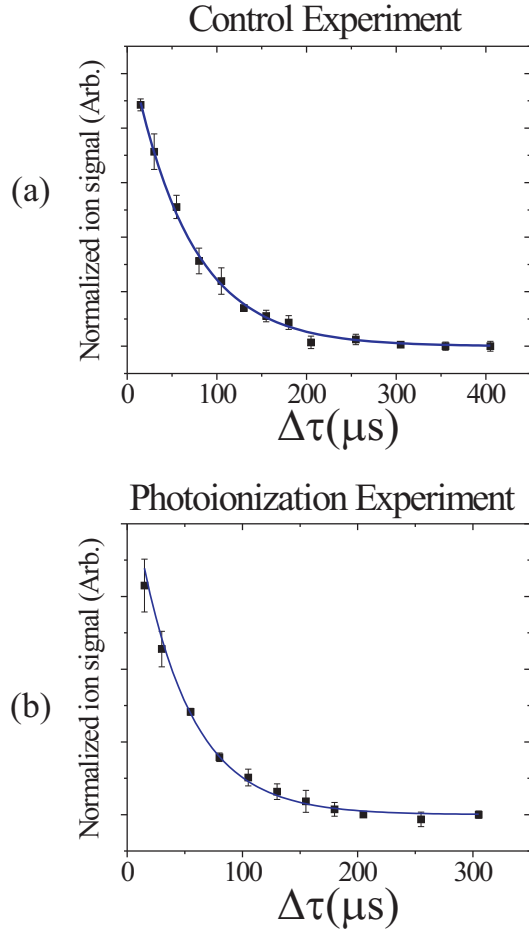 Control Experiment
(a)
Normalized ion signal (Arb.)
0 100 200 300 400
Δτ(μs)
Photoionization Experiment
(b)
Normalized ion signal (Arb.)
0 100 200 300
Δτ(μs)